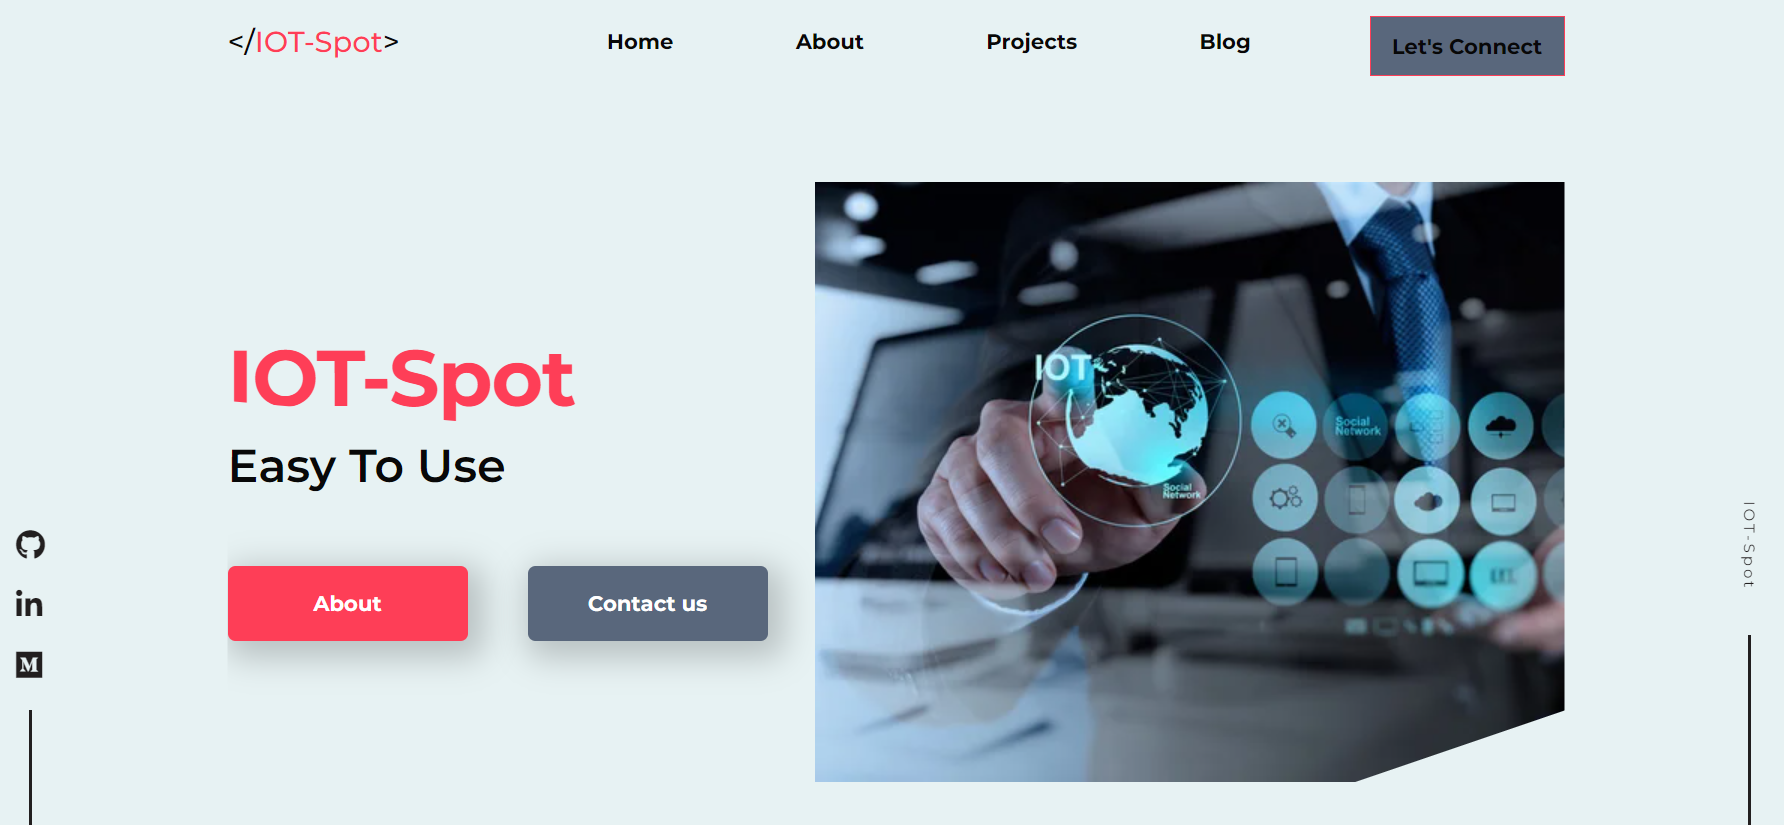 </IOT-Spot>
Home
About
Projects
Blog
Let's Connect
IOT-Spot
Easy To Use
About
Contact us
IOT
Social
Network
Social
Network
in
M
IOT-Spot